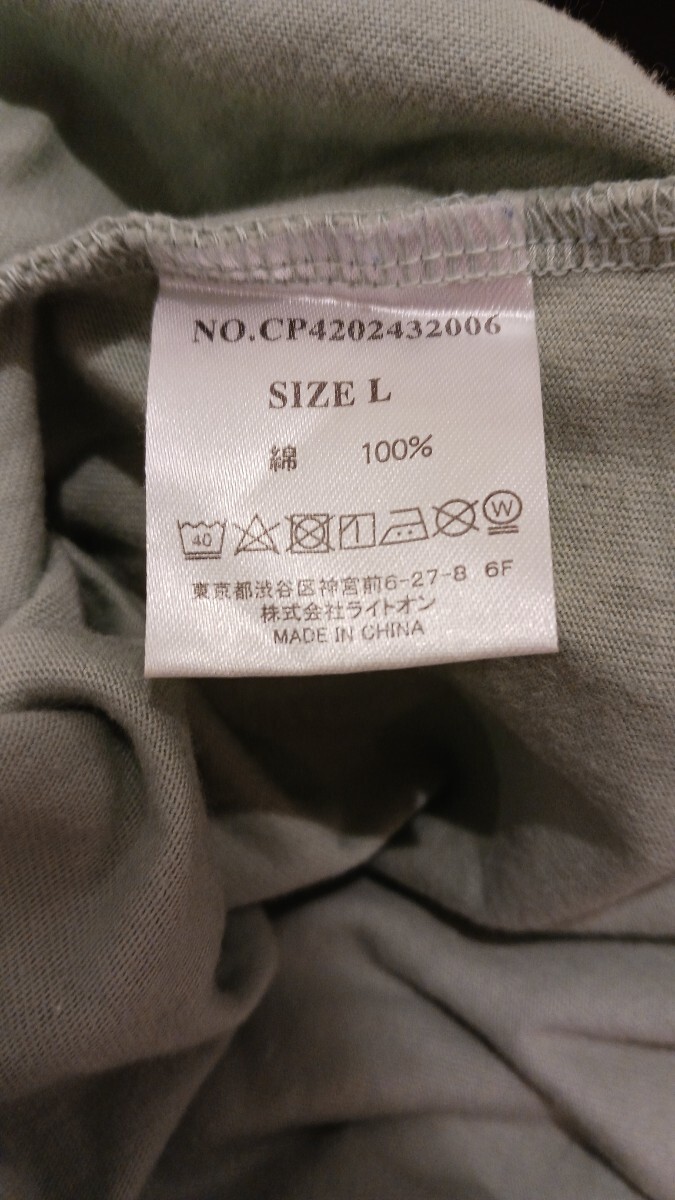 NO.CP4202432006
SIZE L
綿 100%
40 W
東京都渋谷区神宮前6-27-8 6F
株式会社ライトオン
MADE IN CHINA